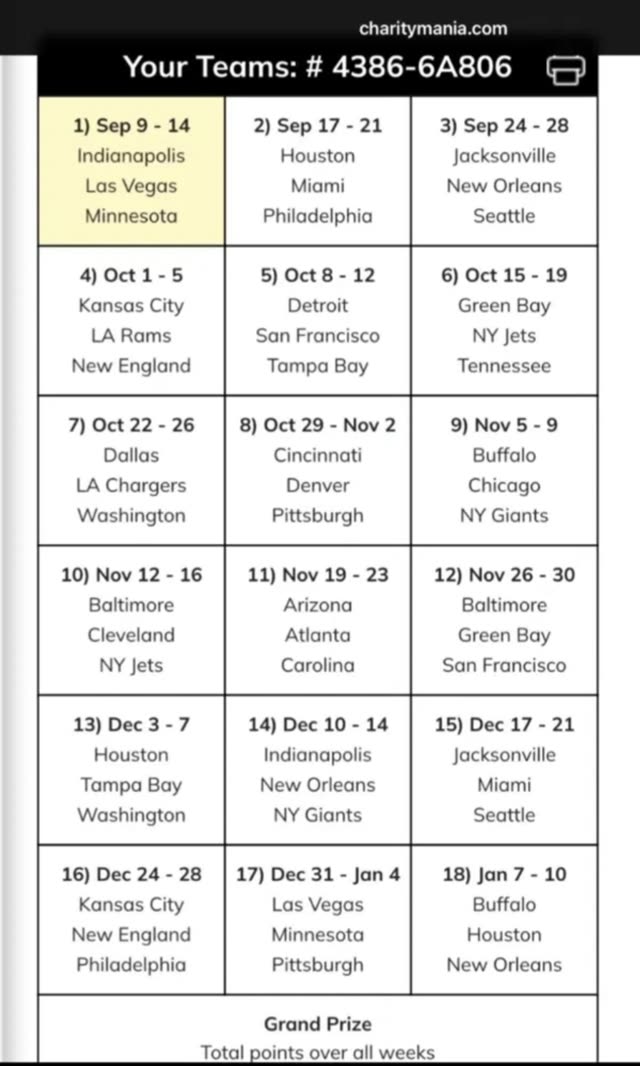 charitymania.com
Your Teams: # 4386-6A806
1) Sep 9 - 14
Indianapolis
Las Vegas
Minnesota
2) Sep 17 - 21
Houston
Miami
Philadelphia
3) Sep 24 - 28
Jacksonville
New Orleans
Seattle
4) Oct 1 - 5
Kansas City
LA Rams
New England
5) Oct 8 - 12
Detroit
San Francisco
Tampa Bay
6) Oct 15 - 19
Green Bay
NY Jets
Tennessee
7) Oct 22 - 26
Dallas
LA Chargers
Washington
8) Oct 29 - Nov 2
Cincinnati
Denver
Pittsburgh
9) Nov 5 - 9
Buffalo
Chicago
NY Giants
10) Nov 12 - 16
Baltimore
Cleveland
NY Jets
11) Nov 19 - 23
Arizona
Atlanta
Carolina
12) Nov 26 - 30
Baltimore
Green Bay
San Francisco
13) Dec 3 - 7
Houston
Tampa Bay
Washington
14) Dec 10 - 14
Indianapolis
New Orleans
NY Giants
15) Dec 17 - 21
Jacksonville
Miami
Seattle
16) Dec 24 - 28
Kansas City
New England
Philadelphia
17) Dec 31 - Jan 4
Las Vegas
Minnesota
Pittsburgh
18) Jan 7 - 10
Buffalo
Houston
New Orleans
Grand Prize
Total points over all weeks